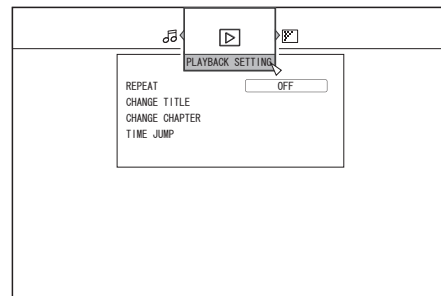 PLAYBACK SETTING
REPEAT OFF
CHANGE TITLE
CHANGE CHAPTER
TIME JUMP